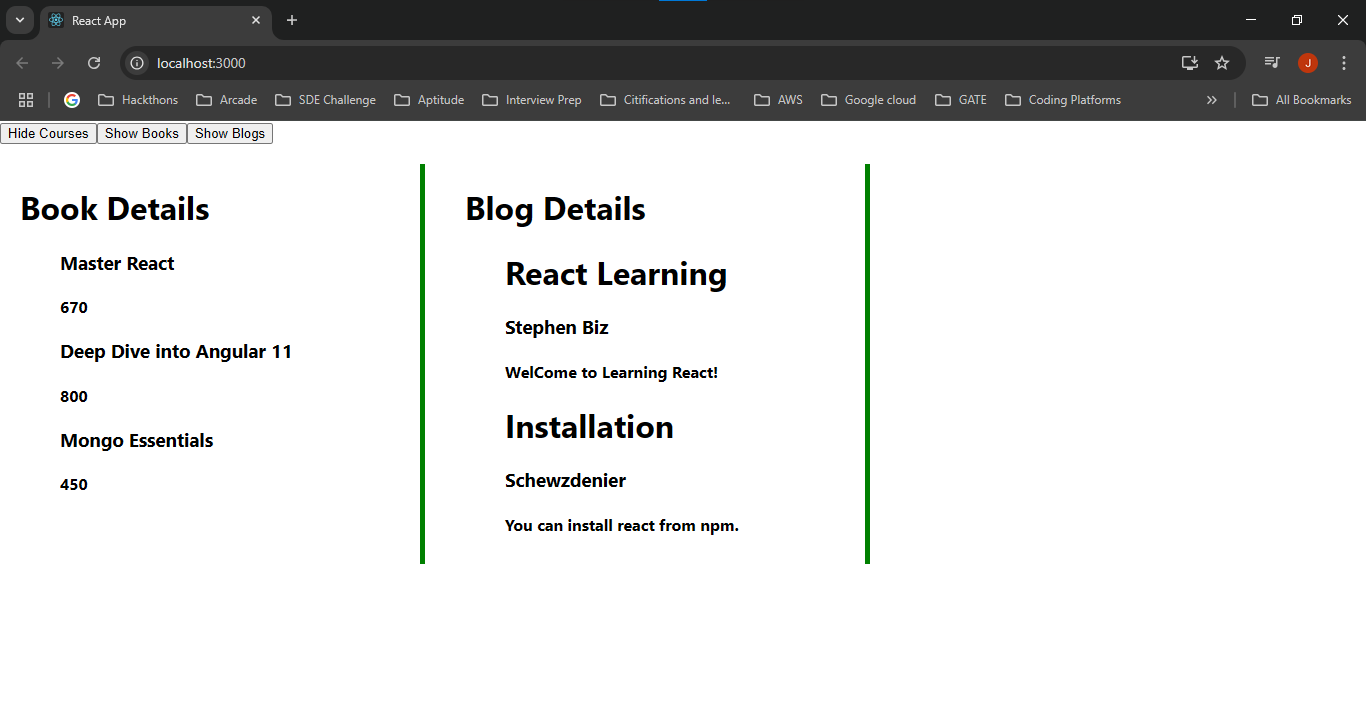 React App
localhost:3000
J
Hackthons Arcade SDE Challenge Aptitude Interview Prep Citifications and le... AWS Google cloud GATE Coding Platforms All Bookmarks
Hide Courses Show Books Show Blogs
Book Details
Master React
670
Deep Dive into Angular 11
800
Mongo Essentials
450
Blog Details
React Learning
Stephen Biz
WelCome to Learning React!
Installation
Schewzdenier
You can install react from npm.